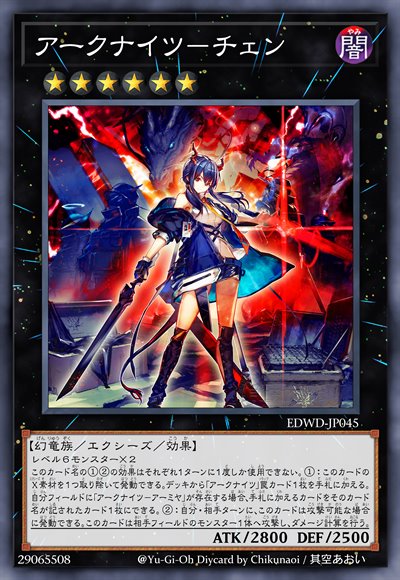 アークナイツーチェン
闇
EDWD-JP045
【幻竜族／エクシーズ／効果】
レベル６モンスター×２
このカード名の①②の効果はそれぞれ１ターンに１度しか使用できない。①：このカードの
Ｘ素材を１つ取り除いて発動できる。デッキから「アークナイツ」罠カード１枚を手札に加える。
自分フィールドに「アークナイツーアーミヤ」が存在する場合、手札に加えるカードをそのカード
名が記されたカード１枚にできる。②：自分・相手ターンに、このカードは攻撃可能な場合
に発動できる。このカードは相手フィールドのモンスター１体へ攻撃し、ダメージ計算を行う。
ATK/2800 DEF/2500
29065508
@Yu-Gi-Oh Diycard by Chikunaoi / 其空あおい